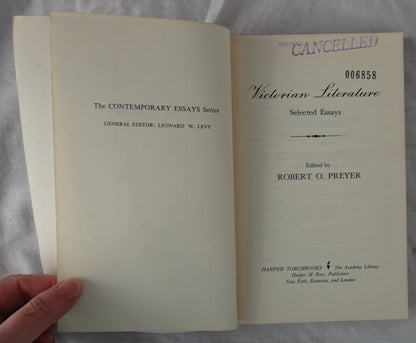 The CONTEMPORARY ESSAYS Series
GENERAL EDITOR: LEONARD W. LEVY
CANCELLED
006858
Victorian Literature
Selected Essays
Edited by
ROBERT O. PREYER
HARPER TORCHBOOKS The Academy Library
Harper & Row, Publishers
New York, Evanston, and London